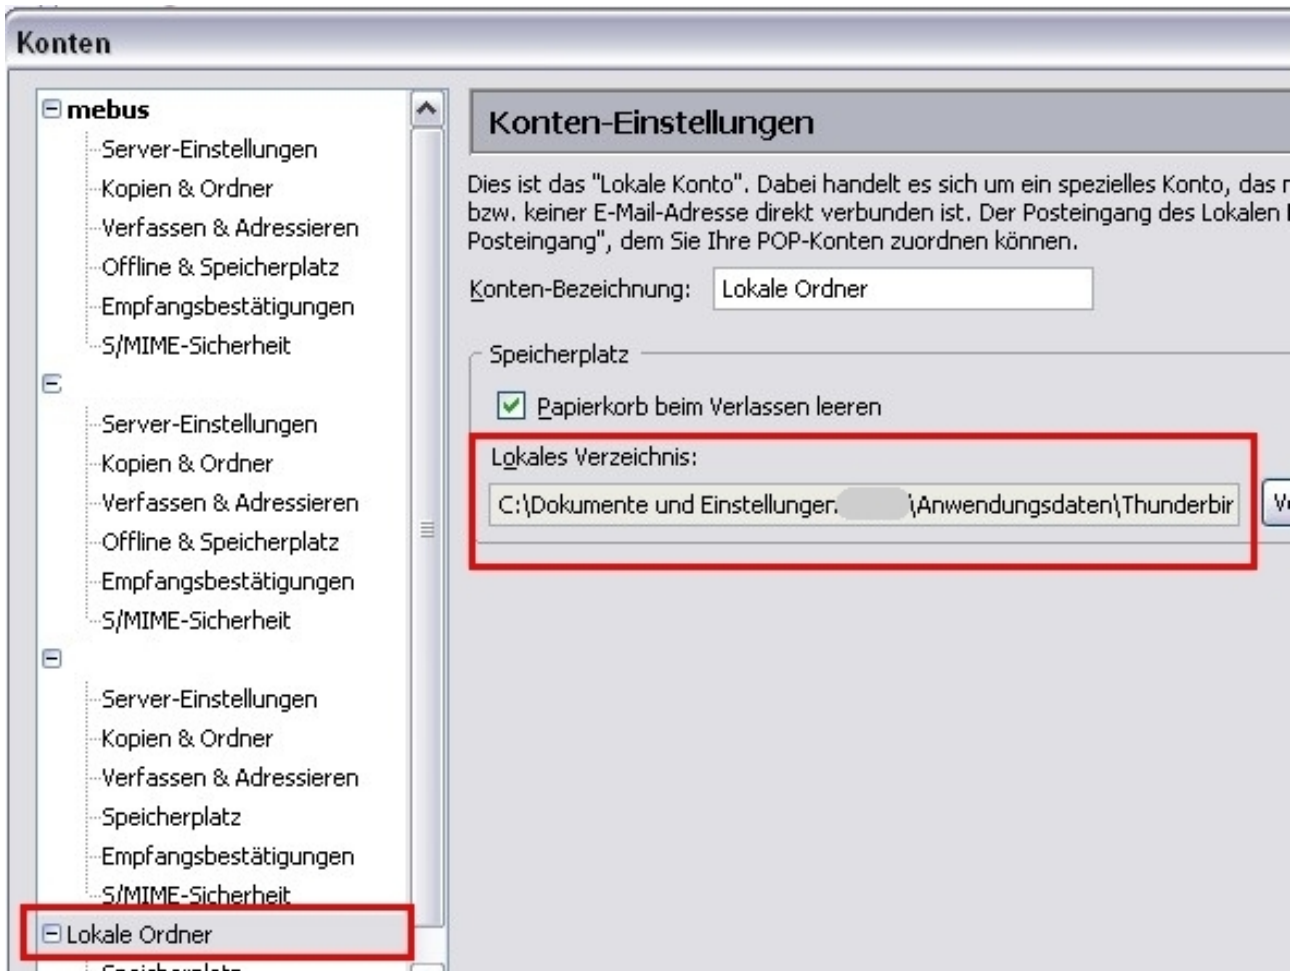 Konten
mebus
Server-Einstellungen
Kopien & Ordner
Verfassen & Adressieren
Offline & Speicherplatz
Empfangsbestätigungen
S/MIME-Sicherheit
Server-Einstellungen
Kopien & Ordner
Verfassen & Adressieren
Offline & Speicherplatz
Empfangsbestätigungen
S/MIME-Sicherheit
Server-Einstellungen
Kopien & Ordner
Verfassen & Adressieren
Speicherplatz
Empfangsbestätigungen
S/MIME-Sicherheit
Lokale Ordner
Speicherplatz
Konten-Einstellungen
Dies ist das "Lokale Konto". Dabei handelt es sich um ein spezielles Konto, das
bzw. keiner E-Mail-Adresse direkt verbunden ist. Der Posteingang des Lokalen
Posteingang", dem Sie Ihre POP-Konten zuordnen können.
Konten-Bezeichnung: Lokale Ordner
Speicherplatz
Papierkorb beim Verlassen leeren
Lokales Verzeichnis:
C:\Dokumente und Einstellungen \Anwendungsdaten\Thunderbir